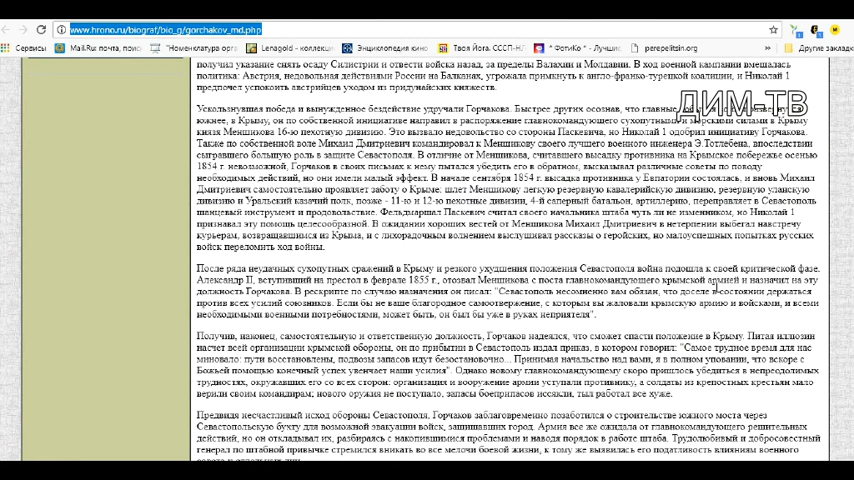 www.hrono.ru/biograf/bio_g/gorchakov_md.php
Сервисы
Mail.Ru: почта, поис
"Номенклатура орган
Lenagold - коллекц
Энциклопедия кино
Твоя Йога. СССР-НЛ
* ФотиКо * - Лучшие
perepelitsin.org
»
Другие закладк
ДИМ-ТВ
получил указание снять осаду Силистрии и отвести войска назад, за пределы Валахии и Молдавии. В ход военной кампании вмешалась
политика: Австрия, недовольная действиями России на Балканах, угрожала примкнуть к англо-франко-турецкой коалиции, и Николай 1
предпочел успокоить австрийцев уходом из придунайских княжеств.
Ускользнувшая победа и вынужденное бездействие удручали Горчакова. Быстрее других осознав, что главные
южнее, в Крыму, он по собственной инициативе направил в распоряжение главнокомандующего сухопутными и морскими силами в Крыму
князя Меншикова 16-ю пехотную дивизию. Это вызвало недовольство со стороны Паскевича, но Николай 1 одобрил инициативу Горчакова.
Также по собственной воле Михаил Дмитриевич командировал к Меншикову своего лучшего военного инженера Э.Тотлебена, впоследствии
сыгравшего большую роль в защите Севастополя. В отличие от Меншикова, считавшего высадку противника на Крымское побережье осенью
1854 г. невозможной, Горчаков в своих письмах к нему пытался убедить его в обратном, высказывал различные советы по поводу
необходимых действий, но они имели малый эффект. В начале сентября 1854 г. высадка противника у Евпатории состоялась, и вновь Михаил
Дмитриевич самостоятельно проявляет заботу о Крыме: шлет Меншикову легкую резервную кавалерийскую дивизию, резервную уланскую
дивизию и Уральский казачий полк, позже - 11-ю и 12-ю пехотные дивизии, 4-й саперный батальон, артиллерию, переправляет в Севастополь
шанцевый инструмент и продовольствие. Фельдмаршал Паскевич считал своего начальника штаба чуть ли не изменником, но Николай 1
признавал эту помощь целесообразной. В ожидании хороших вестей от Меншикова Михаил Дмитриевич в нетерпении выбегал навстречу
курьерам, возвращавшимся из Крыма, и с лихорадочным волнением выслушивал рассказы о геройских, но малоуспешных попытках русских
войск переломить ход войны.
После ряда неудачных сухопутных сражений в Крыму и резкого ухудшения положения Севастополя война подошла к своей критической фазе.
Александр II, вступивший на престол в феврале 1855 г., отозвал Меншикова с поста главнокомандующего крымской армией и назначил на эту
должность Горчакова. В рескрипте по случаю назначения он писал: "Севастополь несомненно вам обязан, что доселе в состоянии держаться
против всех усилий союзников. Если бы не ваше благородное самоотвержение, с которым вы жаловали крымскую армию и войсками, и всеми
необходимыми военными потребностями, может быть, он был бы уже в руках неприятеля".
Получив, наконец, самостоятельную и ответственную должность, Горчаков надеялся, что сможет спасти положение в Крыму. Питая иллюзии
насчет всей организации крымской обороны, он по прибытии в Севастополь издал приказ, в котором говорил: "Самое трудное время для нас
миновало: пути восстановлены, подвозы запасов идут безостановочно... Принимая начальство над вами, я в полном уповании, что вскоре с
Божьей помощью конечный успех увенчает наши усилия". Однако новому главнокомандующему скоро пришлось убедиться в непреодолимых
трудностях, окружавших его со всех сторон: организация и вооружение армии уступали противнику, а солдаты из крепостных крестьян мало
верили своим командирам; нового оружия не поступало, запасы боеприпасов иссякли, тыл работал все хуже.
Предвидя несчастливый исход обороны Севастополя, Горчаков заблаговременно позаботился о строительстве южного моста через
Севастопольскую бухту для возможной эвакуации войск, защищавших город. Армия все же ожидала от главнокомандующего решительных
действий, но он откладывал их, разбираясь с накопившимися проблемами и наводя порядок в работе штаба. Трудолюбивый и добросовестный
генерал по штабной привычке стремился вникать во все мелочи боевой жизни, к тому же выявилась его податливость влияниям военного